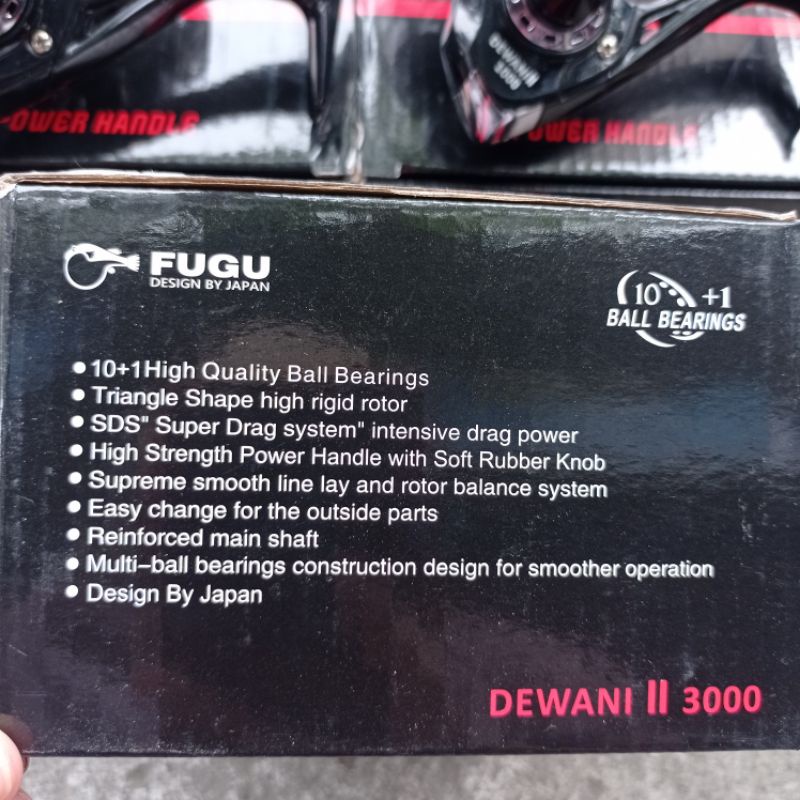 POWER HANDLE
POWER HANDLE
FUGU
DESIGN BY JAPAN
10 +1
BALL BEARINGS
● 10+1High Quality Ball Bearings
● Triangle Shape high rigid rotor
● SDS" Super Drag system" intensive drag power
● High Strength Power Handle with Soft Rubber Knob
● Supreme smooth line lay and rotor balance system
● Easy change for the outside parts
● Reinforced main shaft
● Multi-ball bearings construction design for smoother operation
● Design By Japan
DEWANI II 3000